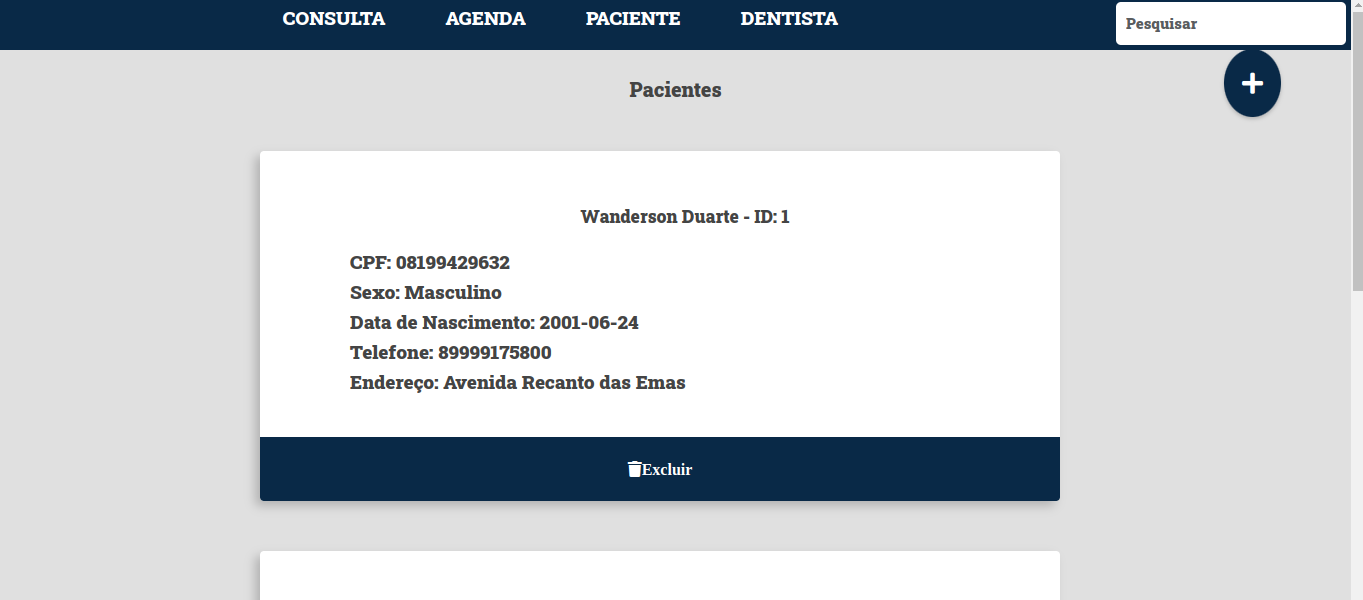 CONSULTA AGENDA PACIENTE DENTISTA Pesquisar
Pacientes
Wanderson Duarte - ID: 1
CPF: 08199429632
Sexo: Masculino
Data de Nascimento: 2001-06-24
Telefone: 89999175800
Endereço: Avenida Recanto das Emas
Excluir